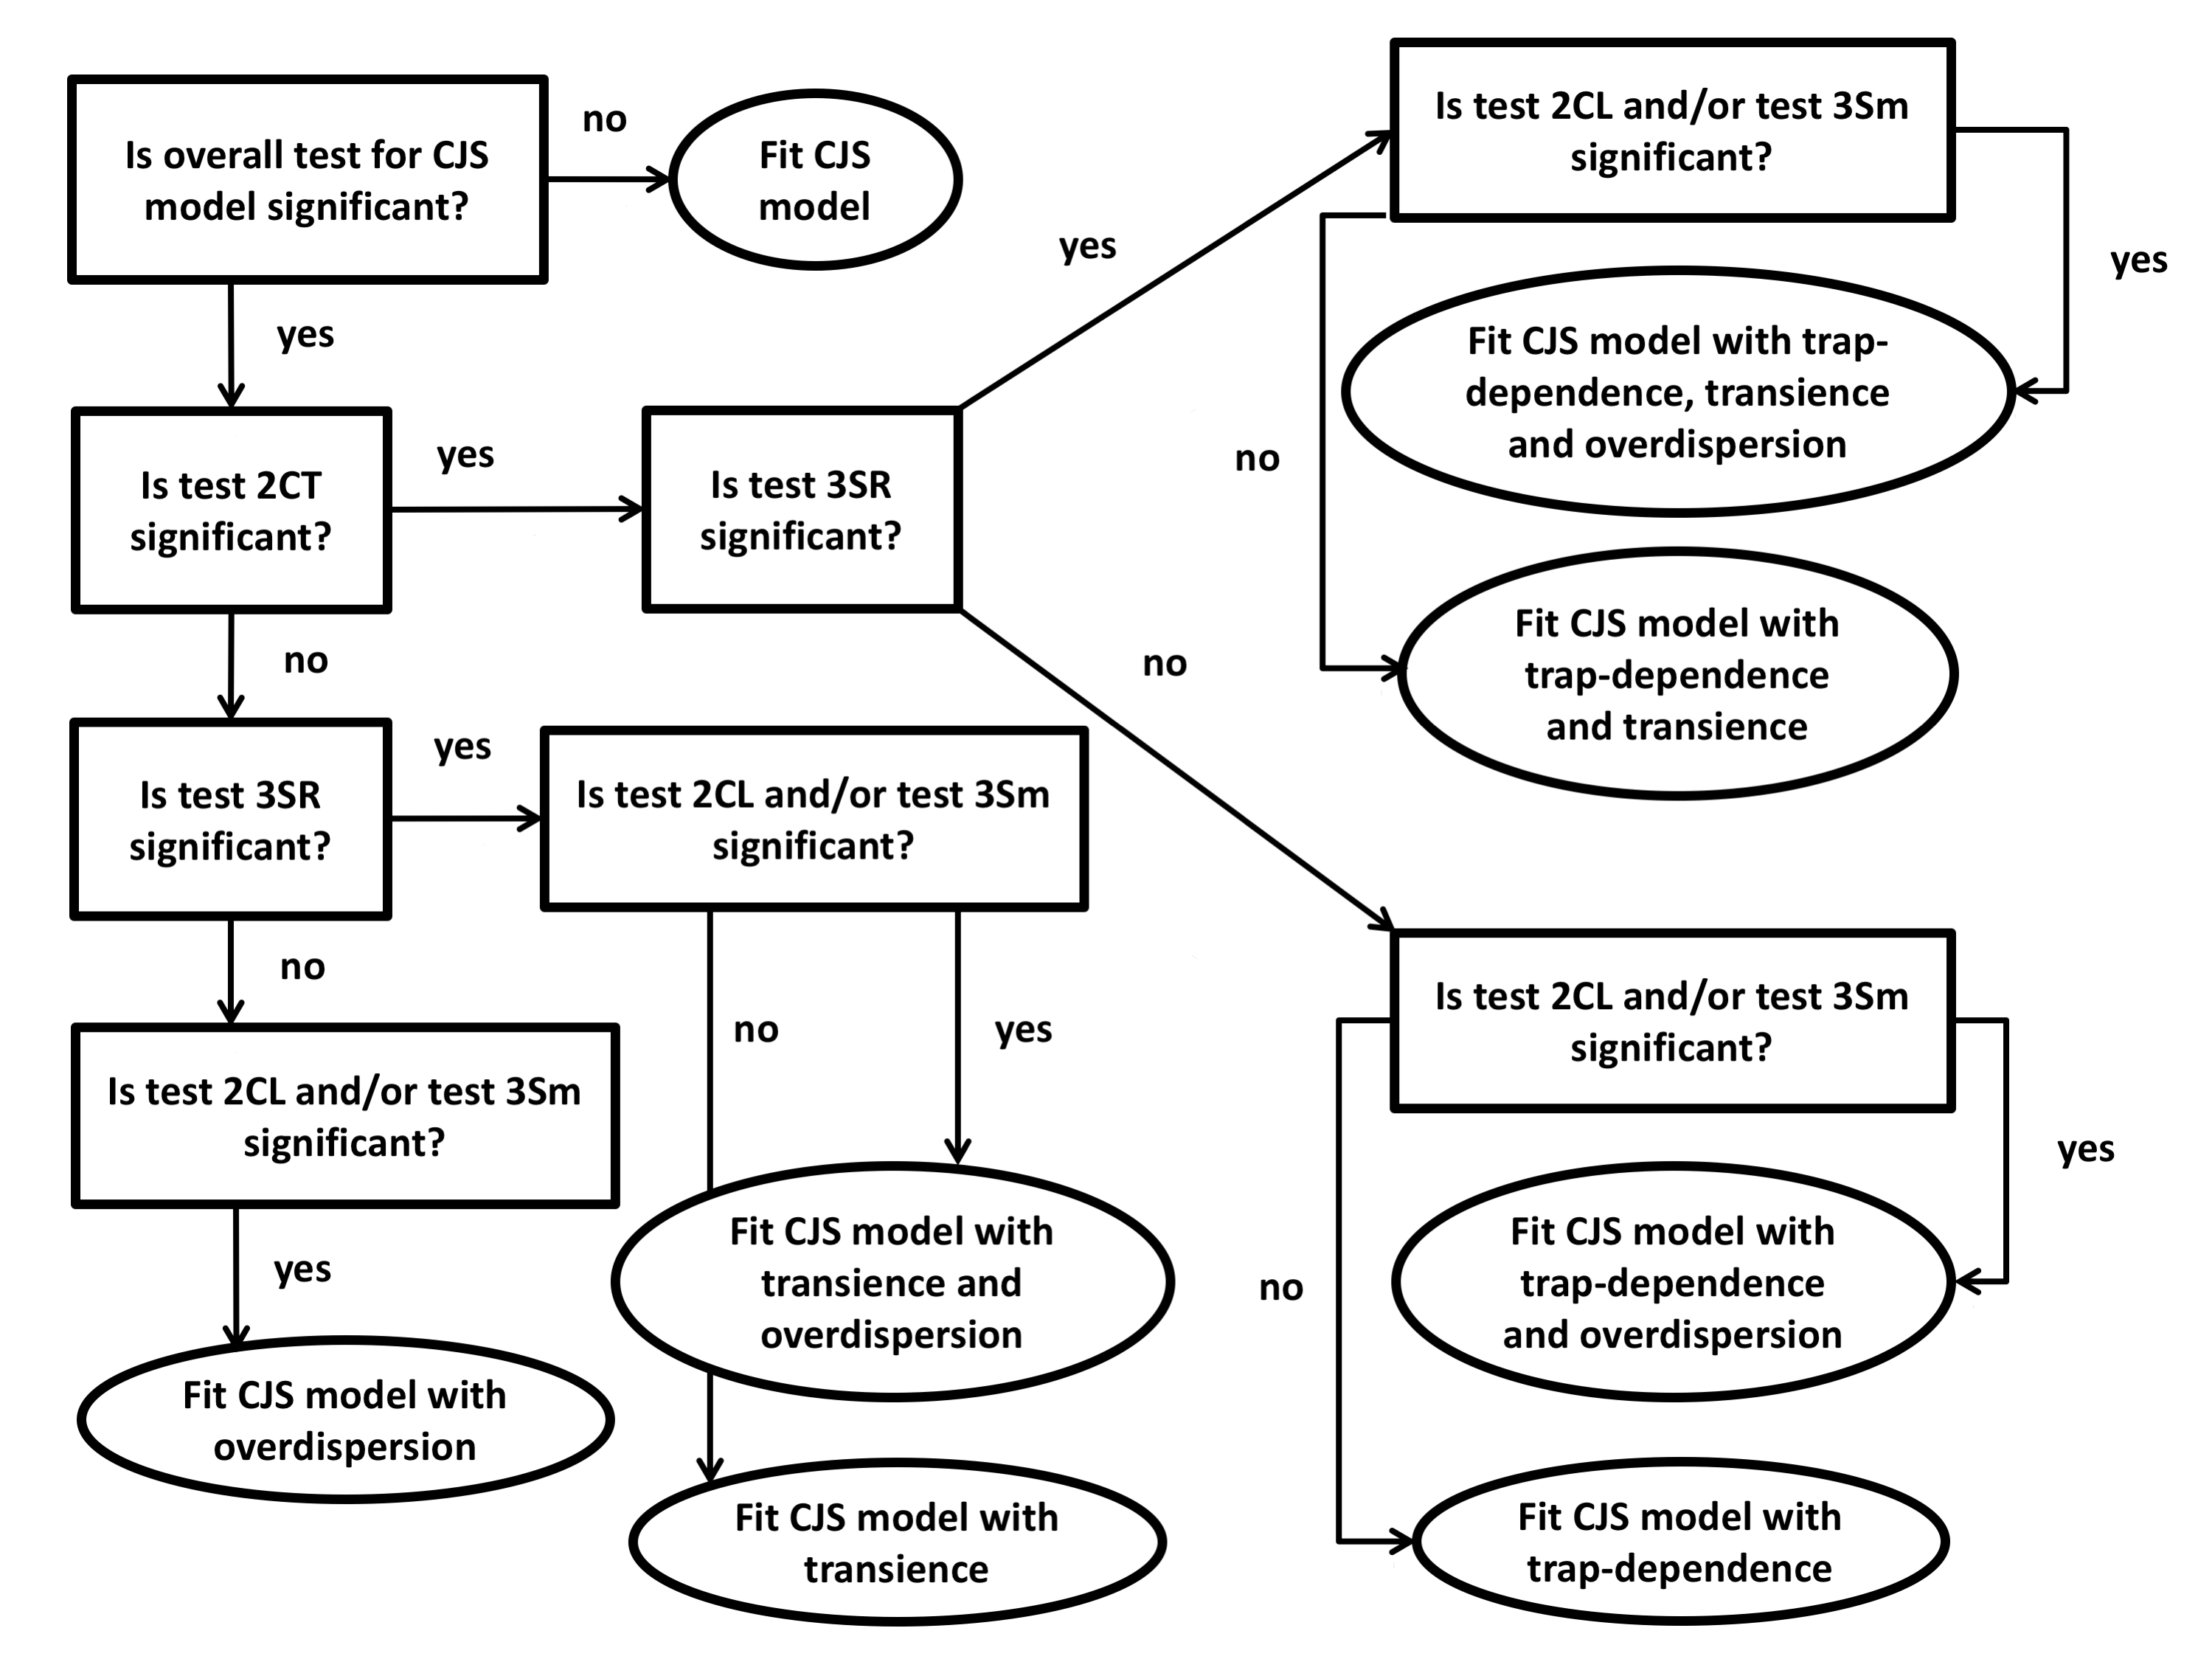 Is overall test for CJS
model significant?
no
Fit CJS
model
yes
Is test 2CT
significant?
yes
Is test 3SR
significant?
no
Is test 3SR
significant?
yes
Is test 2CL and/or test 3Sm
significant?
no
Is test 2CL and/or test 3Sm
significant?
yes
Fit CJS model with
overdispersion
no
yes
Fit CJS model with
transience and
overdispersion
Fit CJS model with
transience
yes
Is test 2CL and/or test 3Sm
significant?
yes
Fit CJS model with trap-
dependence, transience
and overdispersion
no
Fit CJS model with
trap-dependence
and transience
no
Is test 2CL and/or test 3Sm
significant?
yes
Fit CJS model with
trap-dependence
and overdispersion
no
Fit CJS model with
trap-dependence